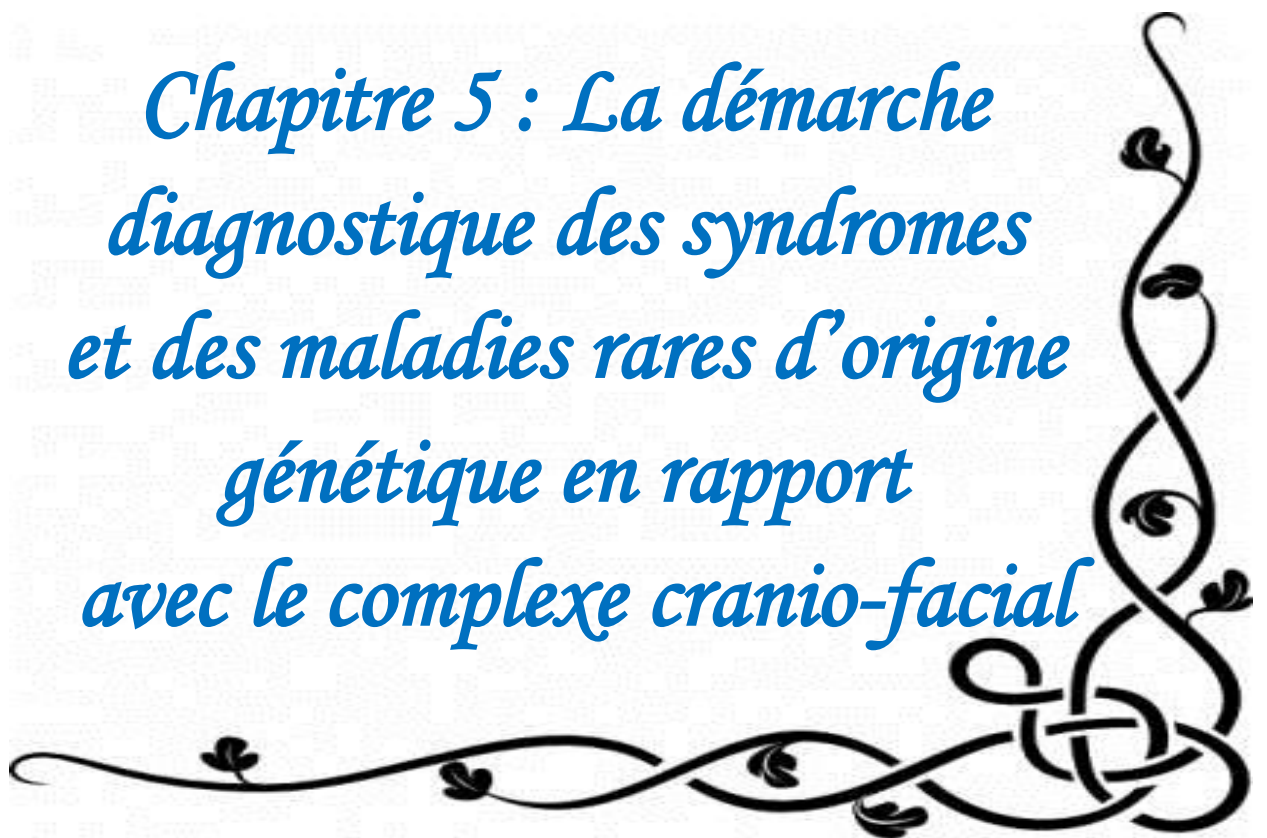 Chapitre 5 : La démarche
diagnostique des syndromes
et des maladies rares d’origine
génétique en rapport
avec le complexe cranio-facial